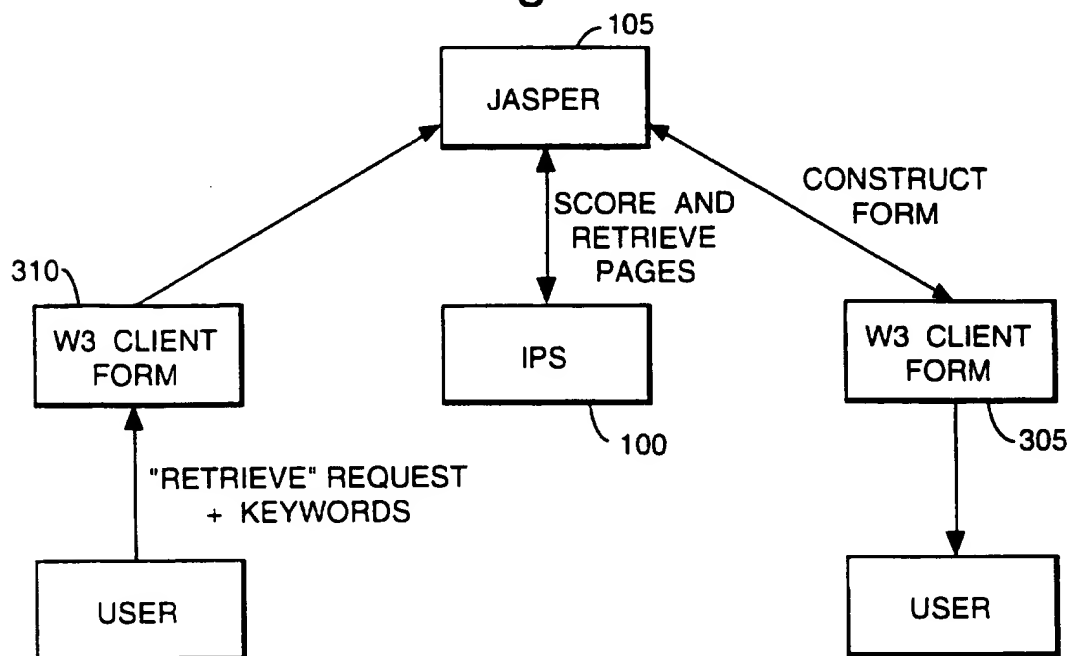 105
JASPER
CONSTRUCT
FORM
SCORE AND
RETRIEVE
PAGES
310
W3 CLIENT
FORM
IPS
W3 CLIENT
FORM
100
305
"RETRIEVE" REQUEST
+ KEYWORDS
USER
USER